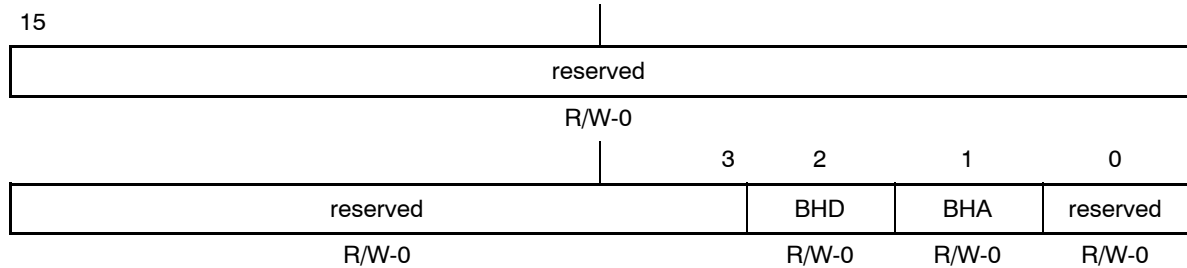 15
reserved
R/W-0
3 2 1 0
reserved BHD BHA reserved
R/W-0 R/W-0 R/W-0 R/W-0